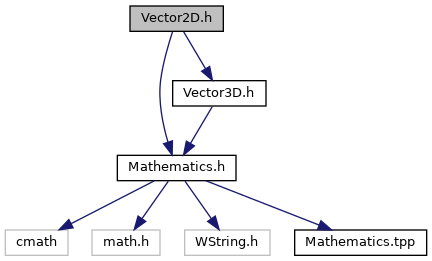 Vector2D.h
Vector3D.h
Mathematics.h
cmath
math.h
WString.h
Mathematics.tpp